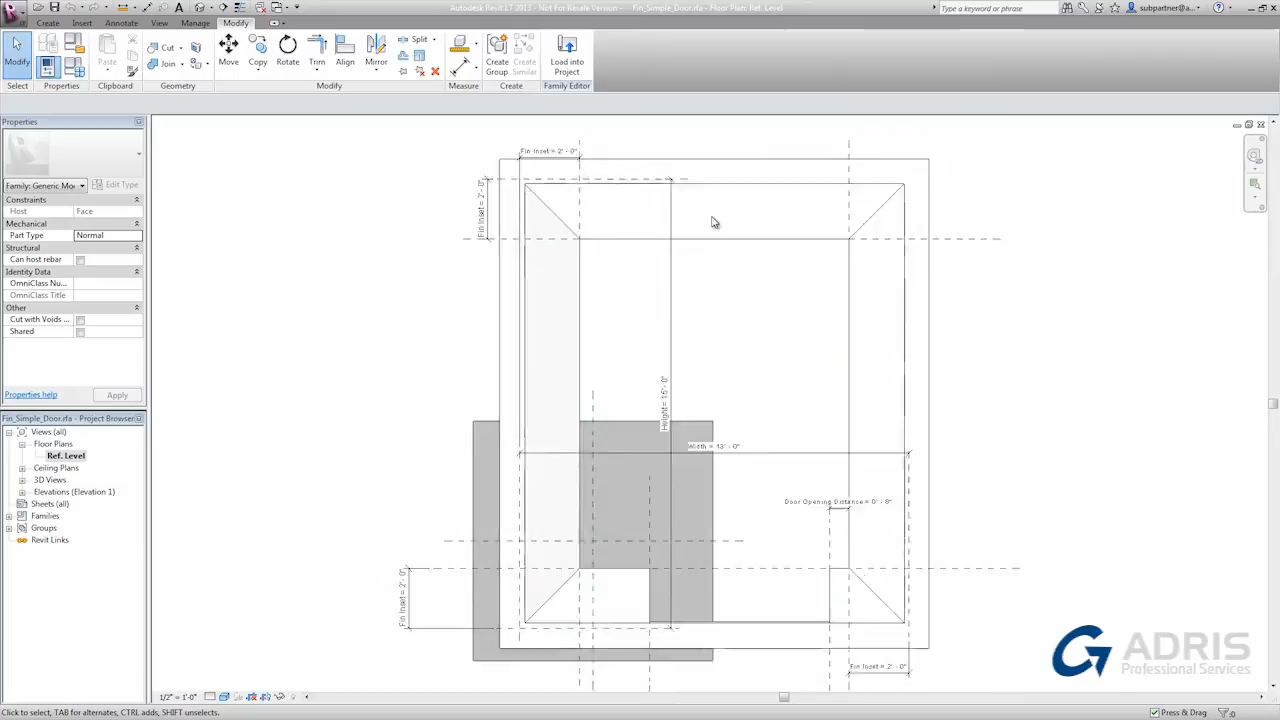 Autodesk Revit LT 2013 - Not For Resale Version - Fin_Simple_Door.rfa - Floor Plan: Ref. Level
Type a keyword or phrase
subpartner@a...
Create Insert Annotate View Manage Modify
Modify
Paste
Cut
Join
Move Copy Rotate Trim Align Mirror
Split
Create Group
Create Similar
Load into Project
Select Properties Clipboard Geometry Modify Measure Create Family Editor
Properties
Family: Generic Mo
Edit Type
Constraints
Host Face
Mechanical
Part Type Normal
Structural
Can host rebar
Identity Data
OmniClass Nu...
OmniClass Title
Other
Cut with Voids ...
Shared
Properties help
Apply
Fin_Simple_Door.rfa - Project Browser
Views (all)
Floor Plans
Ref. Level
Ceiling Plans
3D Views
Elevations (Elevation 1)
Sheets (all)
Families
Groups
Revit Links
Fin Inset = 2' - 0"
Fin Inset = 2' - 0"
Height = 15' - 0"
Width = 13' - 0"
Door Opening Distance = 0' - 8"
Fin Inset = 2' - 0"
Fin Inset = 2' - 0"
ADRIS
Professional Services
1/2" = 1'-0"
Click to select, TAB for alternates, CTRL adds, SHIFT unselects.
Press & Drag
:0